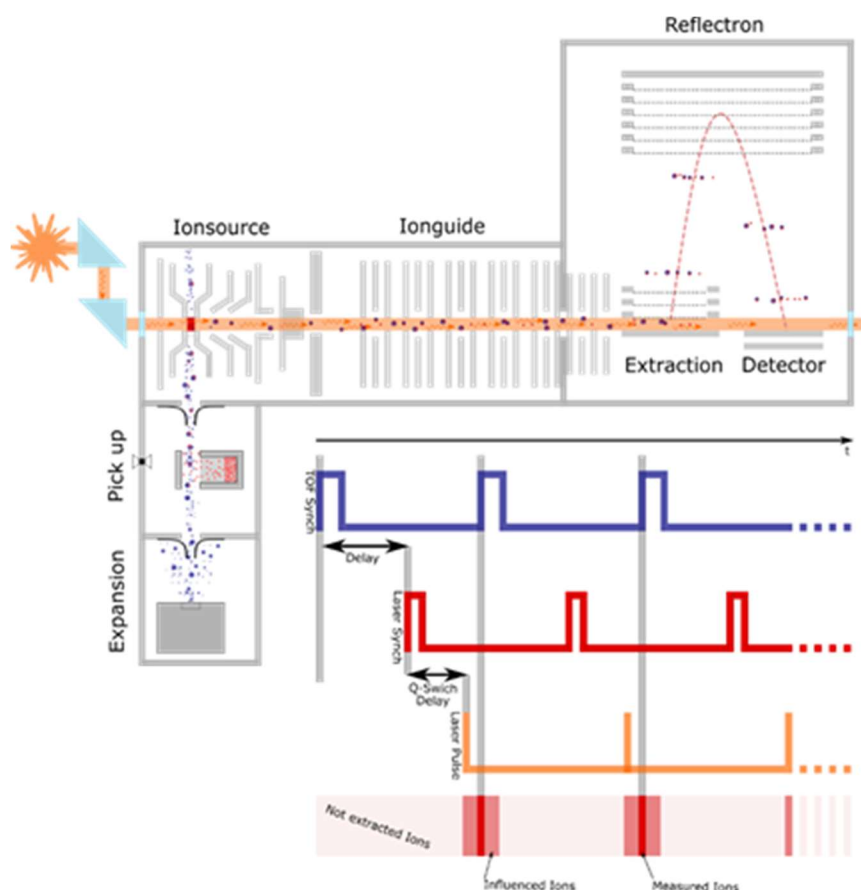 Reflectron
Ionsource
Ionguide
Extraction
Detector
Pick up
t
TOF Synch
Delay
Expansion
Laser Synch
Q-Swich
Delay
Laser Pulse
Not extracted Ions
Influenced Ions
Measured Ions